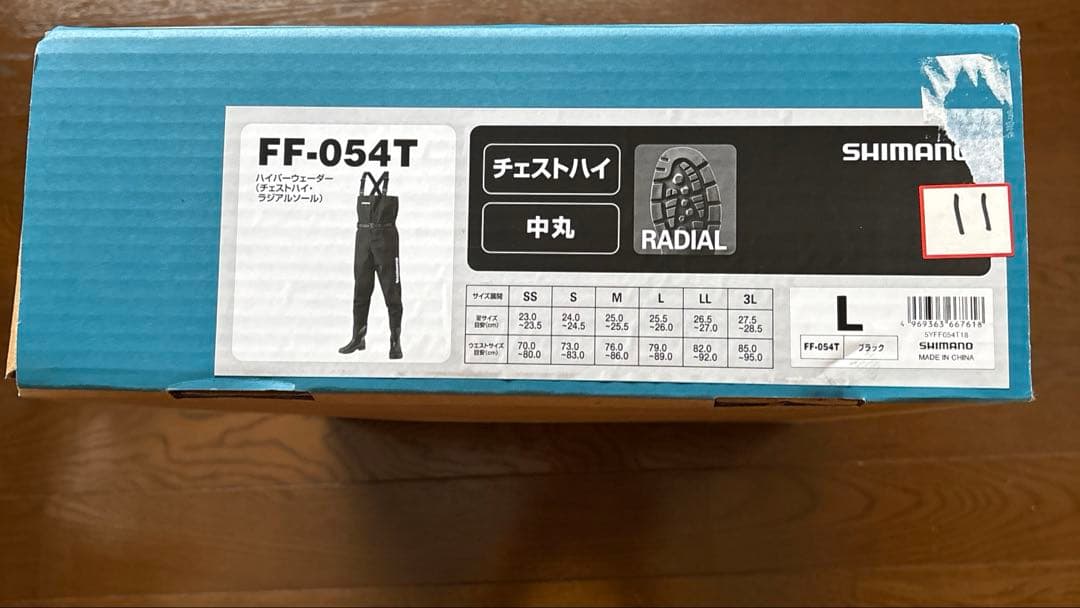 FF-054T
ハイパーウェーダー
(チェストハイ・
ラジアルソール)
チェストハイ
中丸
RADIAL
SHIMANO
11
サイズ展開 SS S M L LL 3L
足サイズ目安(cm) 23.0~23.5 24.0~24.5 25.0~25.5 25.5~26.0 26.5~27.0 27.5~28.5
ウエストサイズ目安(cm) 70.0~80.0 73.0~83.0 76.0~86.0 79.0~89.0 82.0~92.0 85.0~95.0
L
FF-054T ブラック
4 969363 667618
5YFF054T18
SHIMANO
MADE IN CHINA